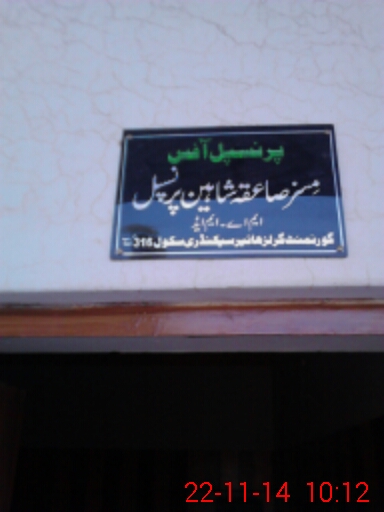 پرنسپل آفس
مسز صاعقہ شاہین پرنسپل
ایم اے - ایم ایڈ
گورنمنٹ گرلز ہائیر سیکنڈری سکول 316
22-11-14 10:12